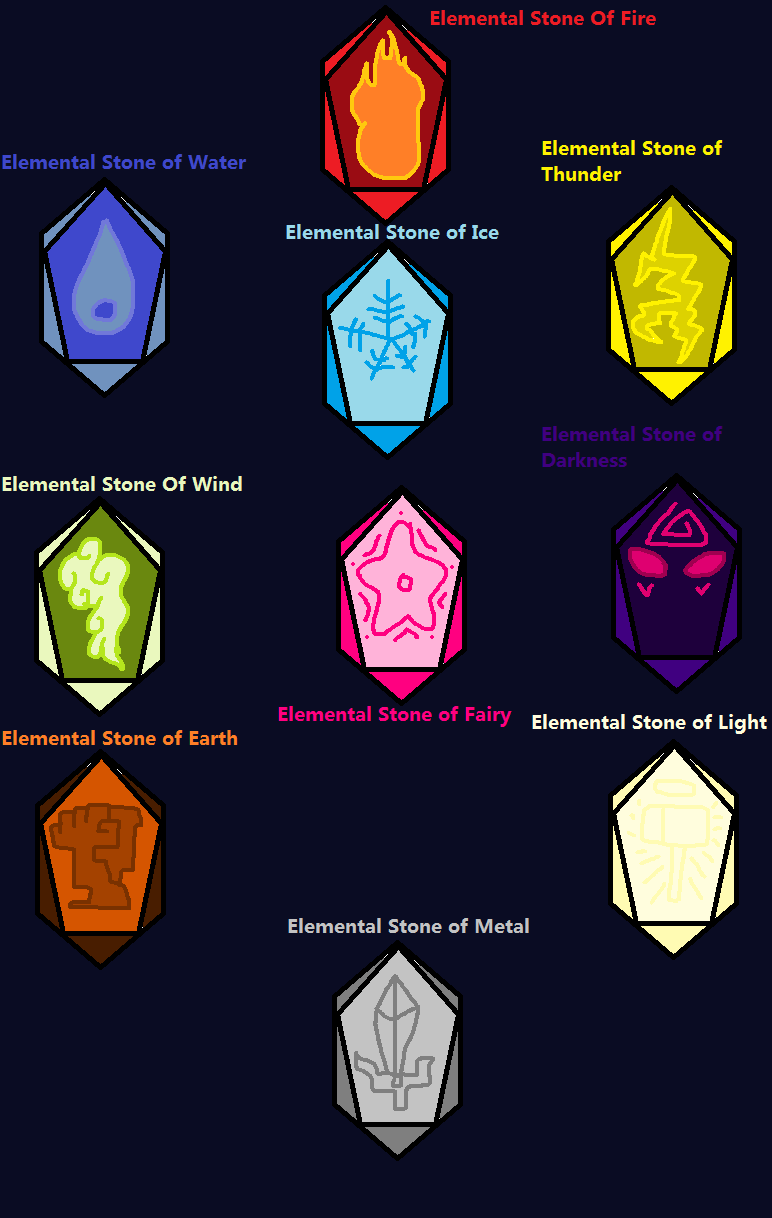 Elemental Stone Of Fire
Elemental Stone of Water
Elemental Stone of
Thunder
Elemental Stone of Ice
Elemental Stone of
Darkness
Elemental Stone Of Wind
Elemental Stone of Fairy
Elemental Stone of Light
Elemental Stone of Earth
Elemental Stone of Metal